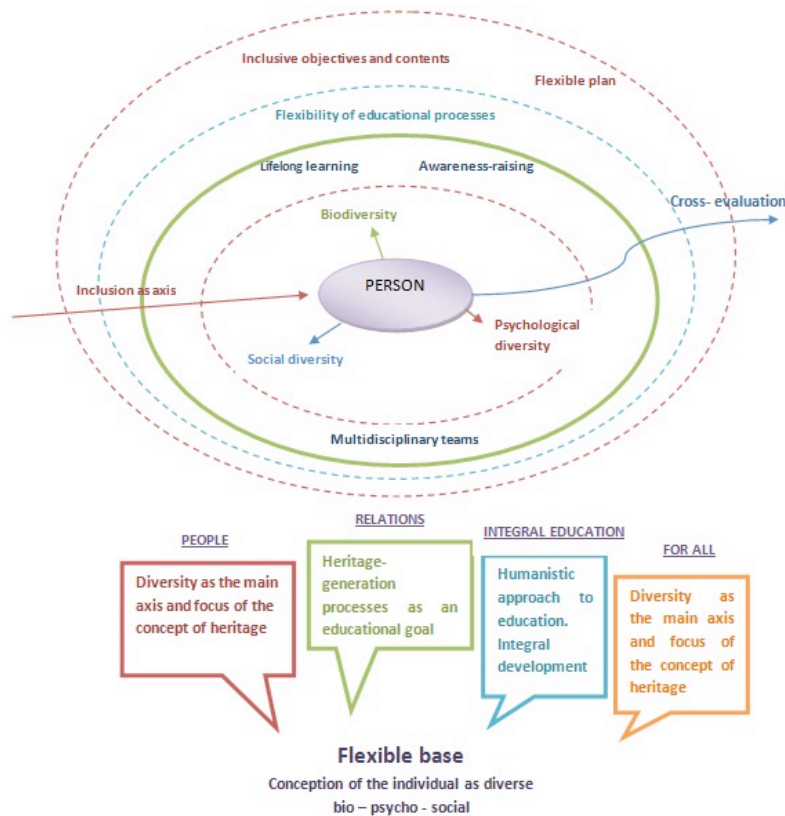 Inclusive objectives and contents
Flexible plan
Flexibility of educational processes
Lifelong learning
Awareness-raising
Cross- evaluation
Biodiversity
PERSON
Inclusion as axis
Psychological
diversity
Social diversity
Multidisciplinary teams
PEOPLE
RELATIONS
INTEGRAL EDUCATION
FOR ALL
Diversity as the main
axis and focus of the
concept of heritage
Heritage-
generation
processes as an
educational goal
Humanistic
approach to
education.
Integral
development
Diversity as
the main axis
and focus of
the concept of
heritage
Flexible base
Conception of the individual as diverse
bio – psycho - social